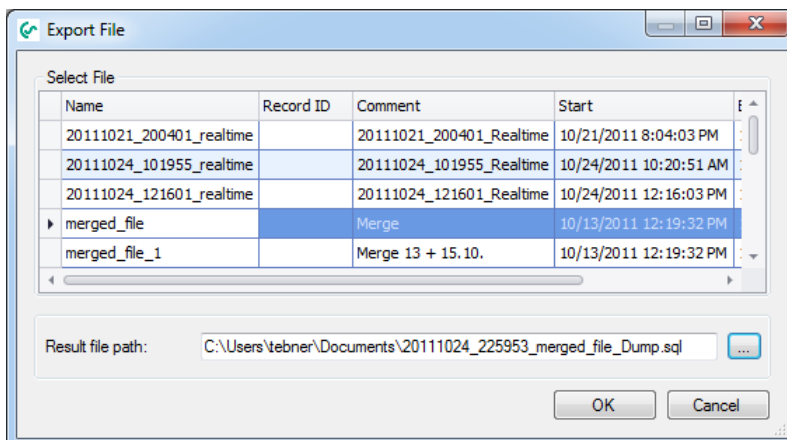 Export File
Select File
Name Record ID Comment Start
20111021_200401_realtime 20111021_200401_Realtime 10/21/2011 8:04:03 PM
20111024_101955_realtime 20111024_101955_Realtime 10/24/2011 10:20:51 AM
20111024_121601_realtime 20111024_121601_Realtime 10/24/2011 12:16:03 PM
merged_file Merge 10/13/2011 12:19:32 PM
merged_file_1 Merge 13 + 15.10. 10/13/2011 12:19:32 PM
Result file path: C:\Users\tebner\Documents\20111024_225953_merged_file_Dump.sql ...
OK Cancel